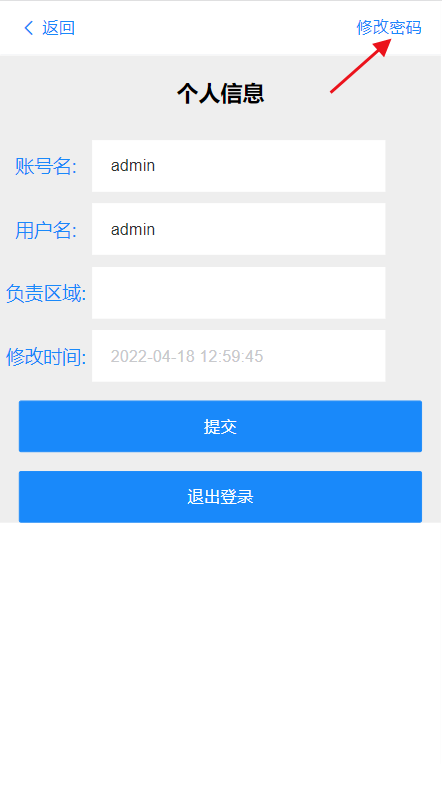 返回 修改密码
个人信息
账号名: admin
用户名: admin
负责区域:
修改时间: 2022-04-18 12:59:45
提交
退出登录